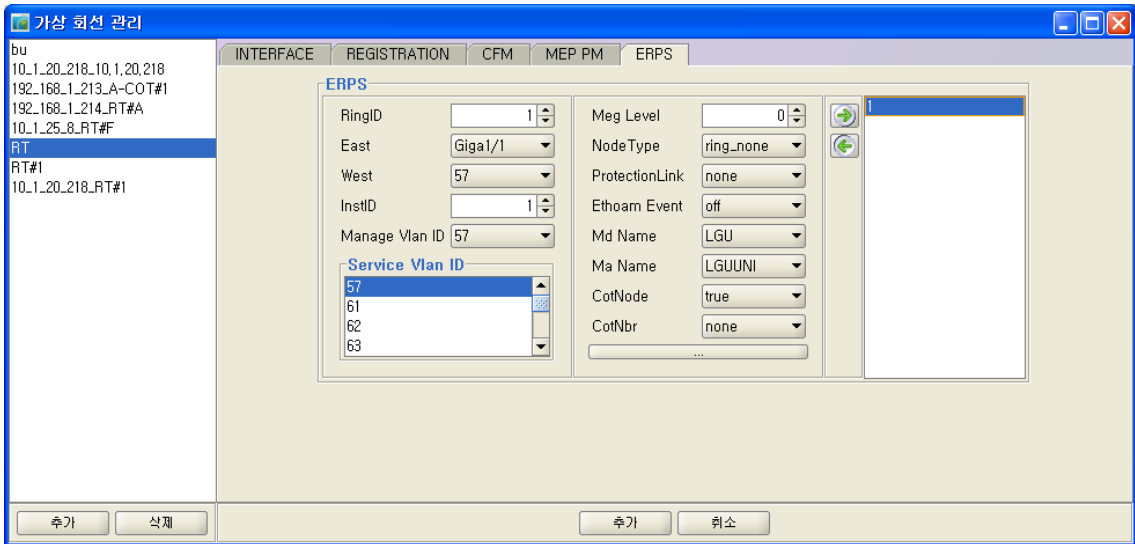 가상 회선 관리
bu
10_1_20_218_10,1,20,218
192_168_1_213_A-COT#1
192_168_1_214_RT#A
10_1_25_8_RT#F
RT
RT#1
10_1_20_218_RT#1
추가 삭제
INTERFACE REGISTRATION CFM MEP PM ERPS
ERPS
RingID 1
East Giga1/1
West 57
InstID 1
Manage Vlan ID 57
Service Vlan ID
57
61
62
63
Meg Level 0
NodeType ring_none
ProtectionLink none
Ethoam Event off
Md Name LGU
Ma Name LGUUNI
CotNode true
CotNbr none
...
1
추가 취소